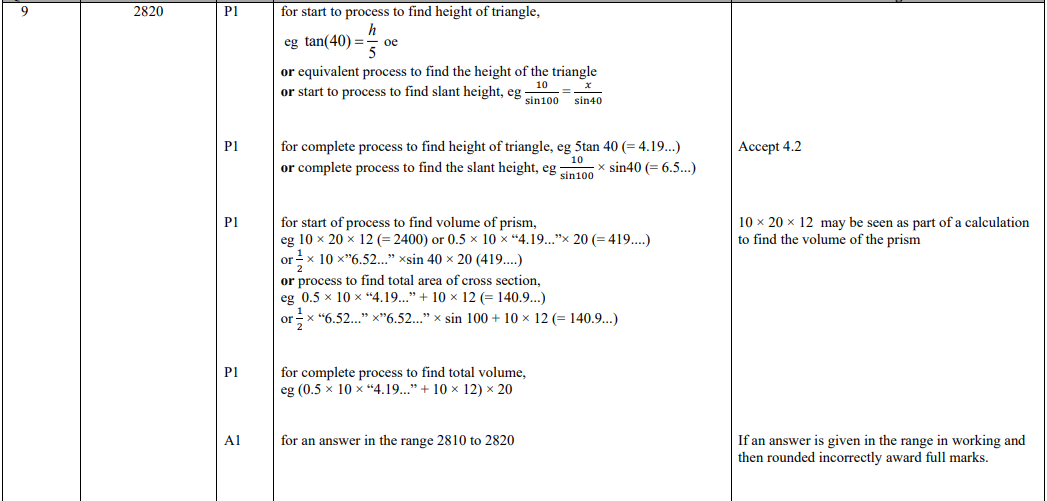 9 2820 P1 for start to process to find height of triangle,
eg tan(40) = h/5 oe
or equivalent process to find the height of the triangle
or start to process to find slant height, eg 10/sin100 = x/sin40
P1 for complete process to find height of triangle, eg 5tan 40 (= 4.19...) Accept 4.2
or complete process to find the slant height, eg 10/sin100 × sin40 (= 6.5...)
P1 for start of process to find volume of prism, 10 × 20 × 12 may be seen as part of a calculation
eg 10 × 20 × 12 (= 2400) or 0.5 × 10 × “4.19...”× 20 (= 419....) to find the volume of the prism
or 1/2 × 10 ×”6.52...” ×sin 40 × 20 (419....)
or process to find total area of cross section,
eg 0.5 × 10 × “4.19...” + 10 × 12 (= 140.9...)
or 1/2 × “6.52...” ×”6.52...” × sin 100 + 10 × 12 (= 140.9...)
P1 for complete process to find total volume,
eg (0.5 × 10 × “4.19...” + 10 × 12) × 20
A1 for an answer in the range 2810 to 2820 If an answer is given in the range in working and
then rounded incorrectly award full marks.